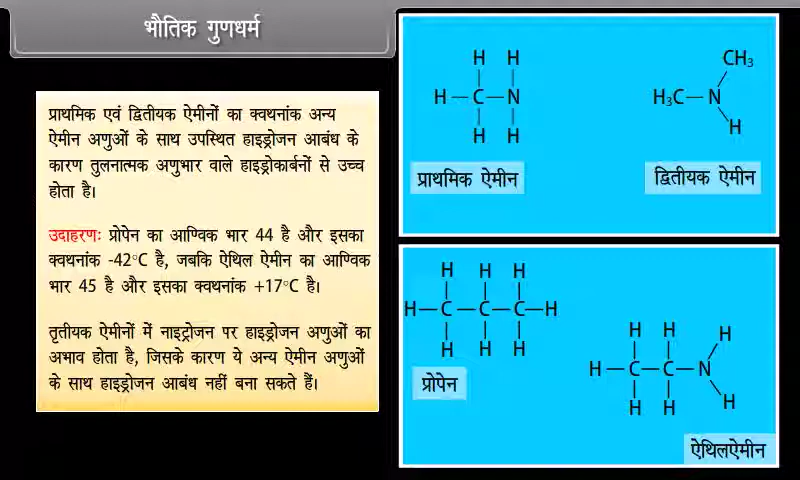 भौतिक गुणधर्म
प्राथमिक एवं द्वितीयक ऐमीनों का क्वथनांक अन्य
ऐमीन अणुओं के साथ उपस्थित हाइड्रोजन आबंध के
कारण तुलनात्मक अणुभार वाले हाइड्रोकार्बनों से उच्च
होता है।
उदाहरणः प्रोपेन का आण्विक भार 44 है और इसका
क्वथनांक -42°C है, जबकि ऐथिल ऐमीन का आण्विक
भार 45 है और इसका क्वथनांक +17°C है।
तृतीयक ऐमीनों में नाइट्रोजन पर हाइड्रोजन अणुओं का
अभाव होता है, जिसके कारण ये अन्य ऐमीन अणुओं
के साथ हाइड्रोजन आबंध नहीं बना सकते हैं।
H H
H — C — N
H H
प्राथमिक ऐमीन
CH₃
H₃C — N
H
द्वितीयक ऐमीन
H H H
H — C — C — C — H
H H H
प्रोपेन
H H H
H — C — C — N
H H H
ऐथिलऐमीन